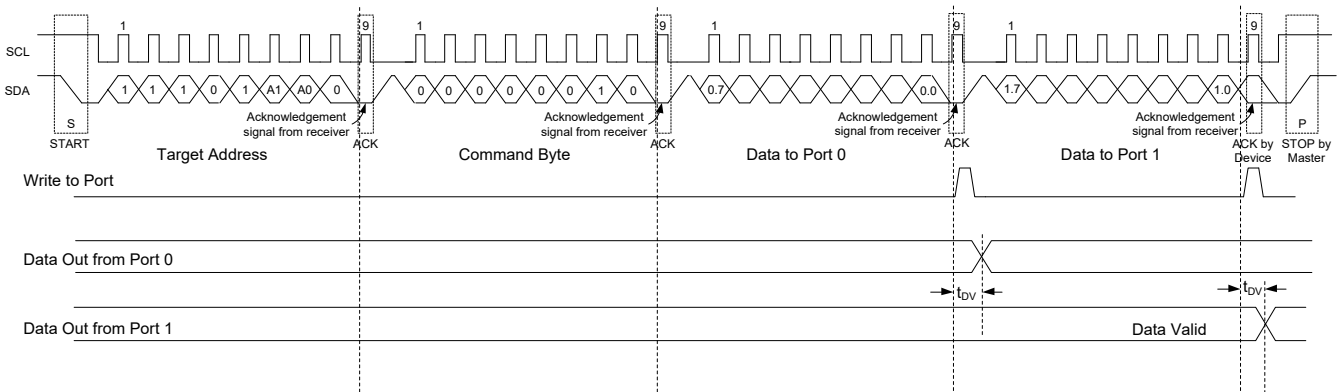 1 9 1 9 1 9 1 9
SCL
SDA
1 1 1 0 1 A1 A0 0 0 0 0 0 0 0 1 0 0.7 0.0 1.7 1.0
Acknowledgement
signal from receiver
Acknowledgement
signal from receiver
Acknowledgement
signal from receiver
Acknowledgement
signal from receiver
S
P
START
ACK
ACK
ACK
ACK by
Device
STOP by
Master
Target Address
Command Byte
Data to Port 0
Data to Port 1
Write to Port
Data Out from Port 0
tDV
tDV
Data Out from Port 1
Data Valid